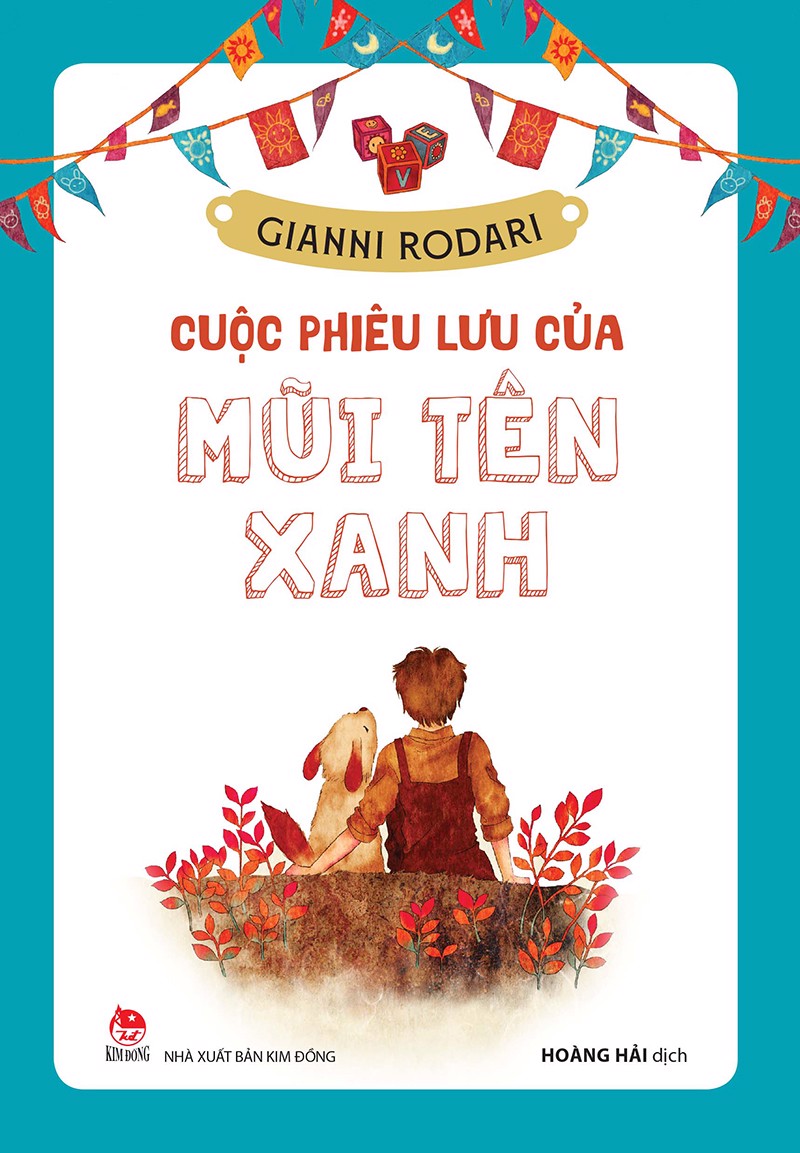 GIANNI RODARI
CUỘC PHIÊU LƯU CỦA
MŨI TÊN
XANH
KIM ĐỒNG
NHÀ XUẤT BẢN KIM ĐỒNG
HOÀNG HẢI dịch